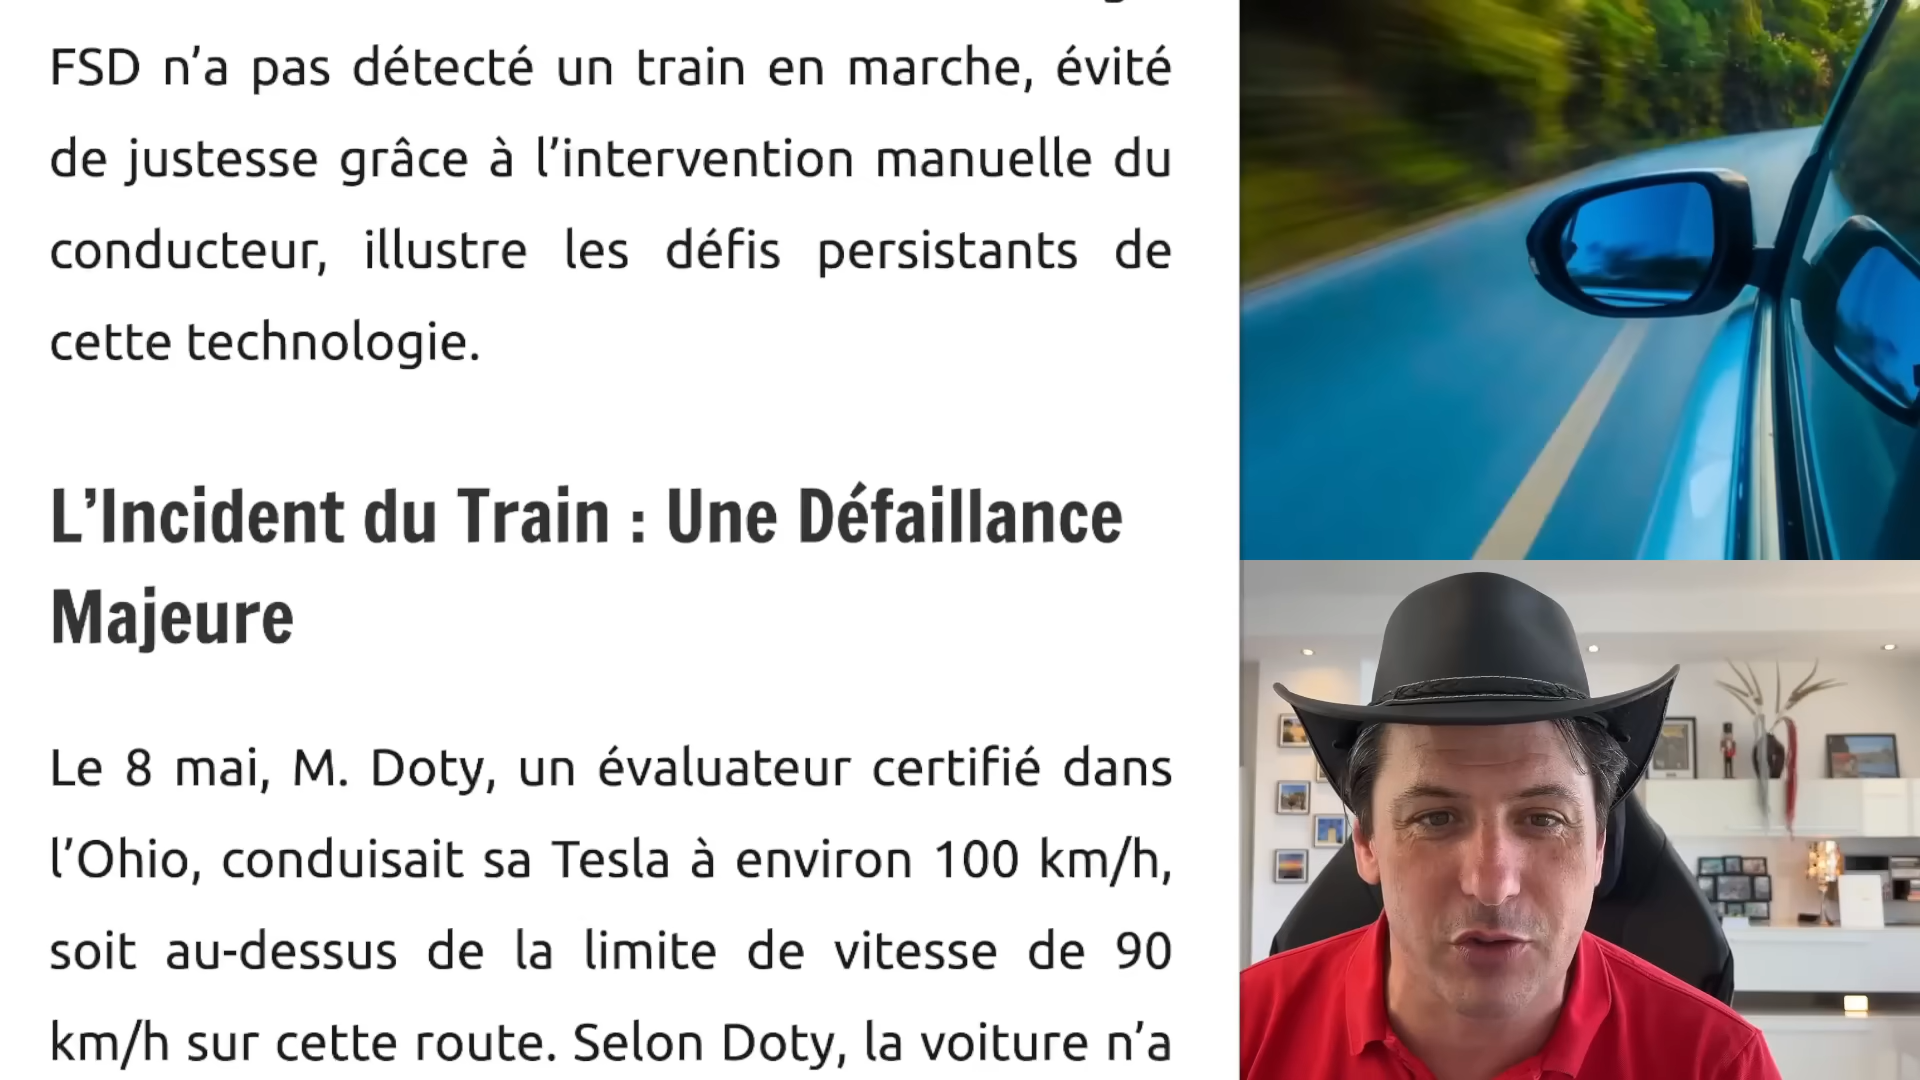 FSD n’a pas détecté un train en marche, évité
de justesse grâce à l’intervention manuelle du
conducteur, illustre les défis persistants de
cette technologie.
L’Incident du Train : Une Défaillance
Majeure
Le 8 mai, M. Doty, un évaluateur certifié dans
l’Ohio, conduisait sa Tesla à environ 100 km/h,
soit au-dessus de la limite de vitesse de 90
km/h sur cette route. Selon Doty, la voiture n’a